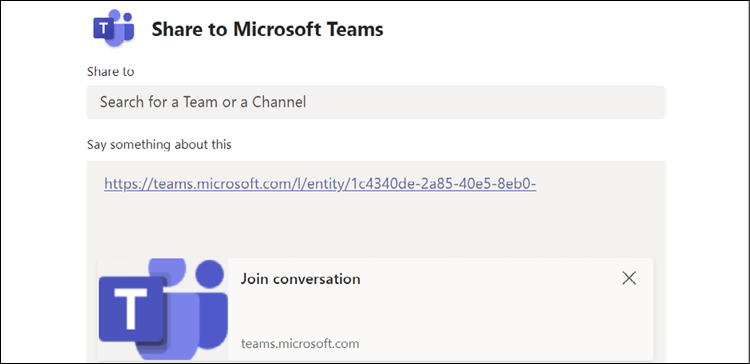 T Share to Microsoft Teams
Share to
Search for a Team or a Channel
Say something about this
https://teams.microsoft.com/l/entity/1c4340de-2a85-40e5-8eb0-
T Join conversation
teams.microsoft.com